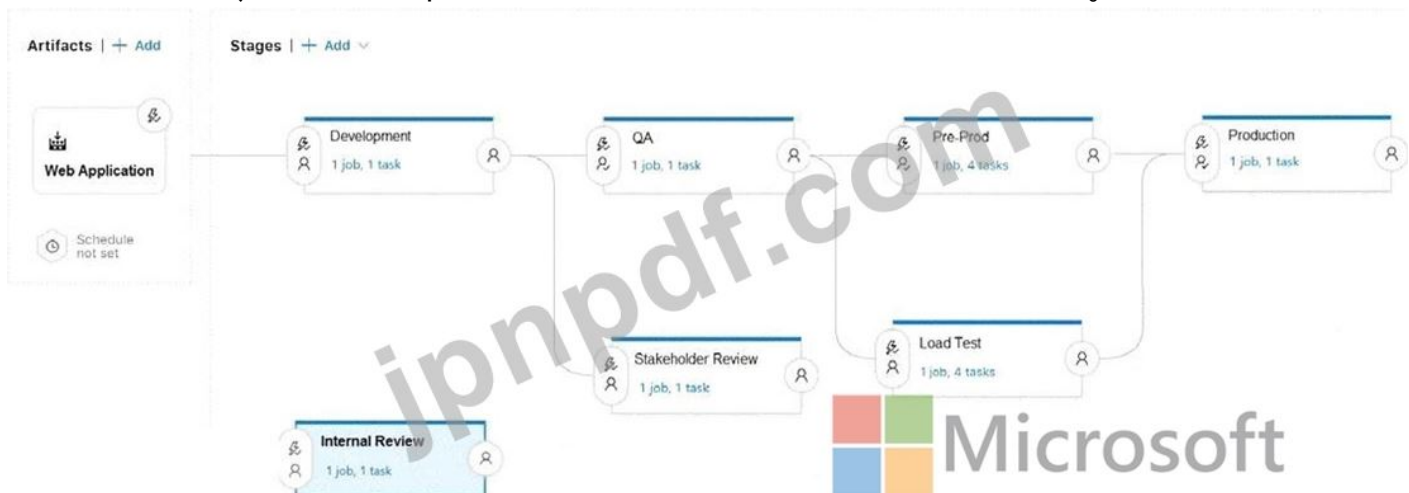 Artifacts | + Add
Stages | + Add
Web Application
Schedule
not set
Development
1 job, 1 task
QA
1 job, 1 task
Pre-Prod
1 job, 4 tasks
Production
1 job, 1 task
Stakeholder Review
1 job, 1 task
Load Test
1 job, 4 tasks
Internal Review
1 job, 1 task
jpnpdf.com
Microsoft